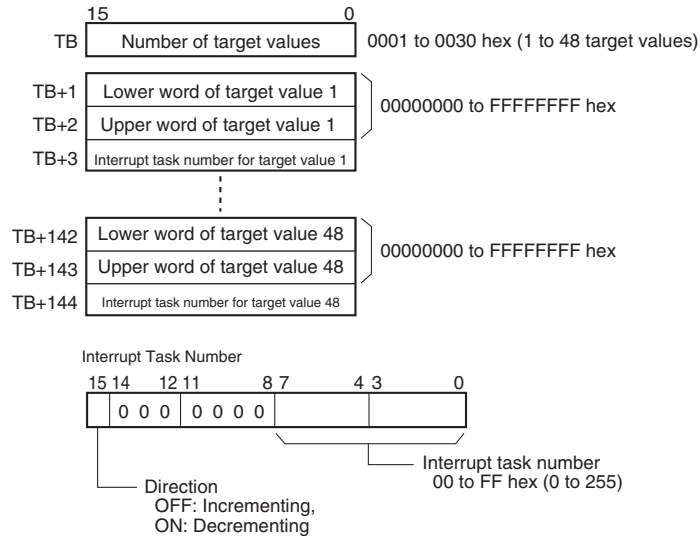 15 0
TB Number of target values 0001 to 0030 hex (1 to 48 target values)
TB+1 Lower word of target value 1
00000000 to FFFFFFFF hex
TB+2 Upper word of target value 1
TB+3 Interrupt task number for target value 1
TB+142 Lower word of target value 48
00000000 to FFFFFFFF hex
TB+143 Upper word of target value 48
TB+144 Interrupt task number for target value 48
Interrupt Task Number
15 14 12 11 8 7 4 3 0
0 0 0 0 0 0 0
Interrupt task number
00 to FF hex (0 to 255)
Direction
OFF: Incrementing,
ON: Decrementing